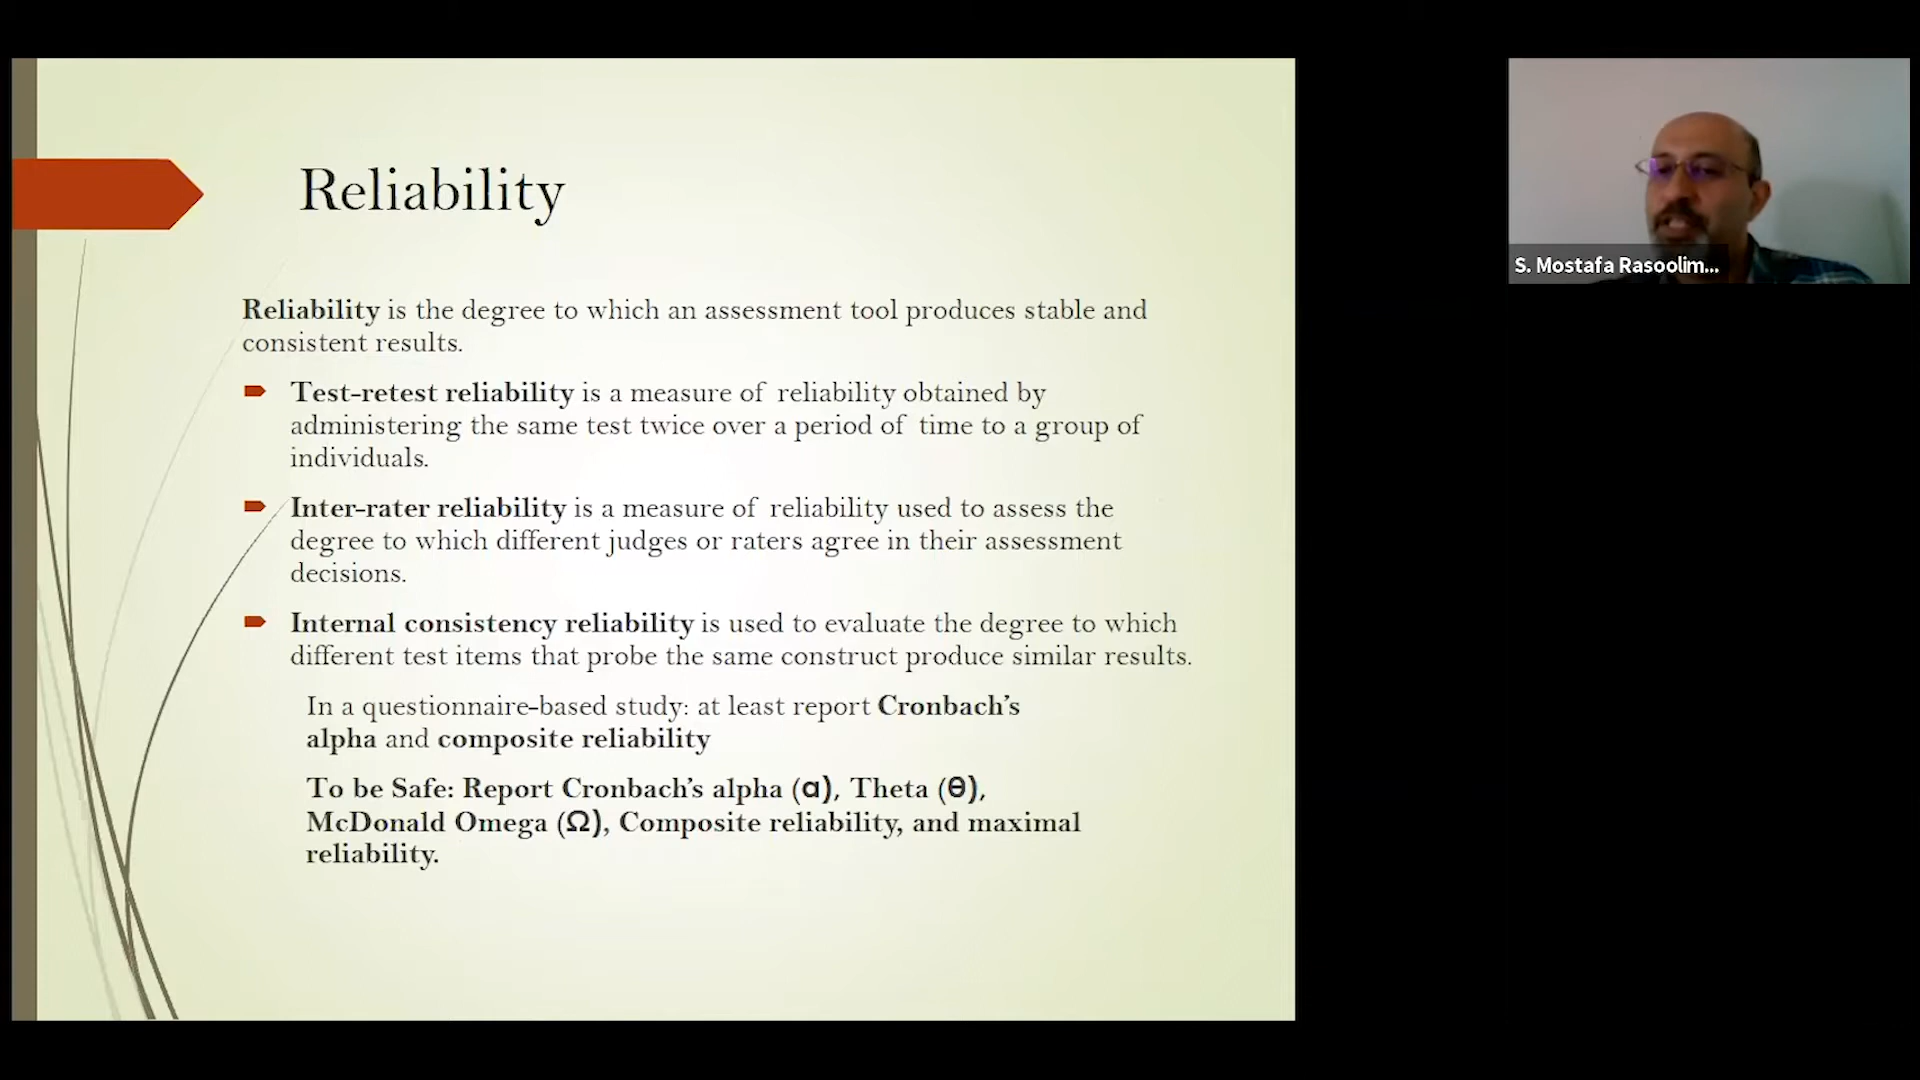 Reliability
Reliability is the degree to which an assessment tool produces stable and
consistent results.
Test-retest reliability is a measure of reliability obtained by
administering the same test twice over a period of time to a group of
individuals.
Inter-rater reliability is a measure of reliability used to assess the
degree to which different judges or raters agree in their assessment
decisions.
Internal consistency reliability is used to evaluate the degree to which
different test items that probe the same construct produce similar results.
In a questionnaire-based study: at least report Cronbach’s
alpha and composite reliability
To be Safe: Report Cronbach’s alpha (α), Theta (θ),
McDonald Omega (Ω), Composite reliability, and maximal
reliability.
S. Mostafa Rasoolim...